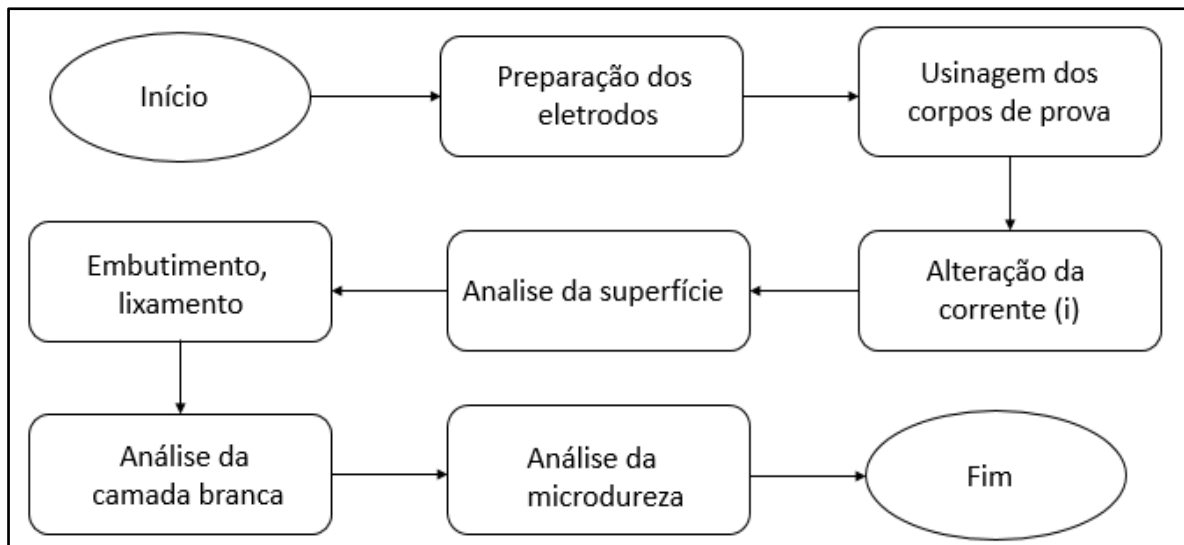 Início
Preparação dos
eletrodos
Usinagem dos
corpos de prova
Alteração da
corrente (i)
Analise da superfície
Embutimento,
lixamento
Análise da
camada branca
Análise da
microdureza
Fim